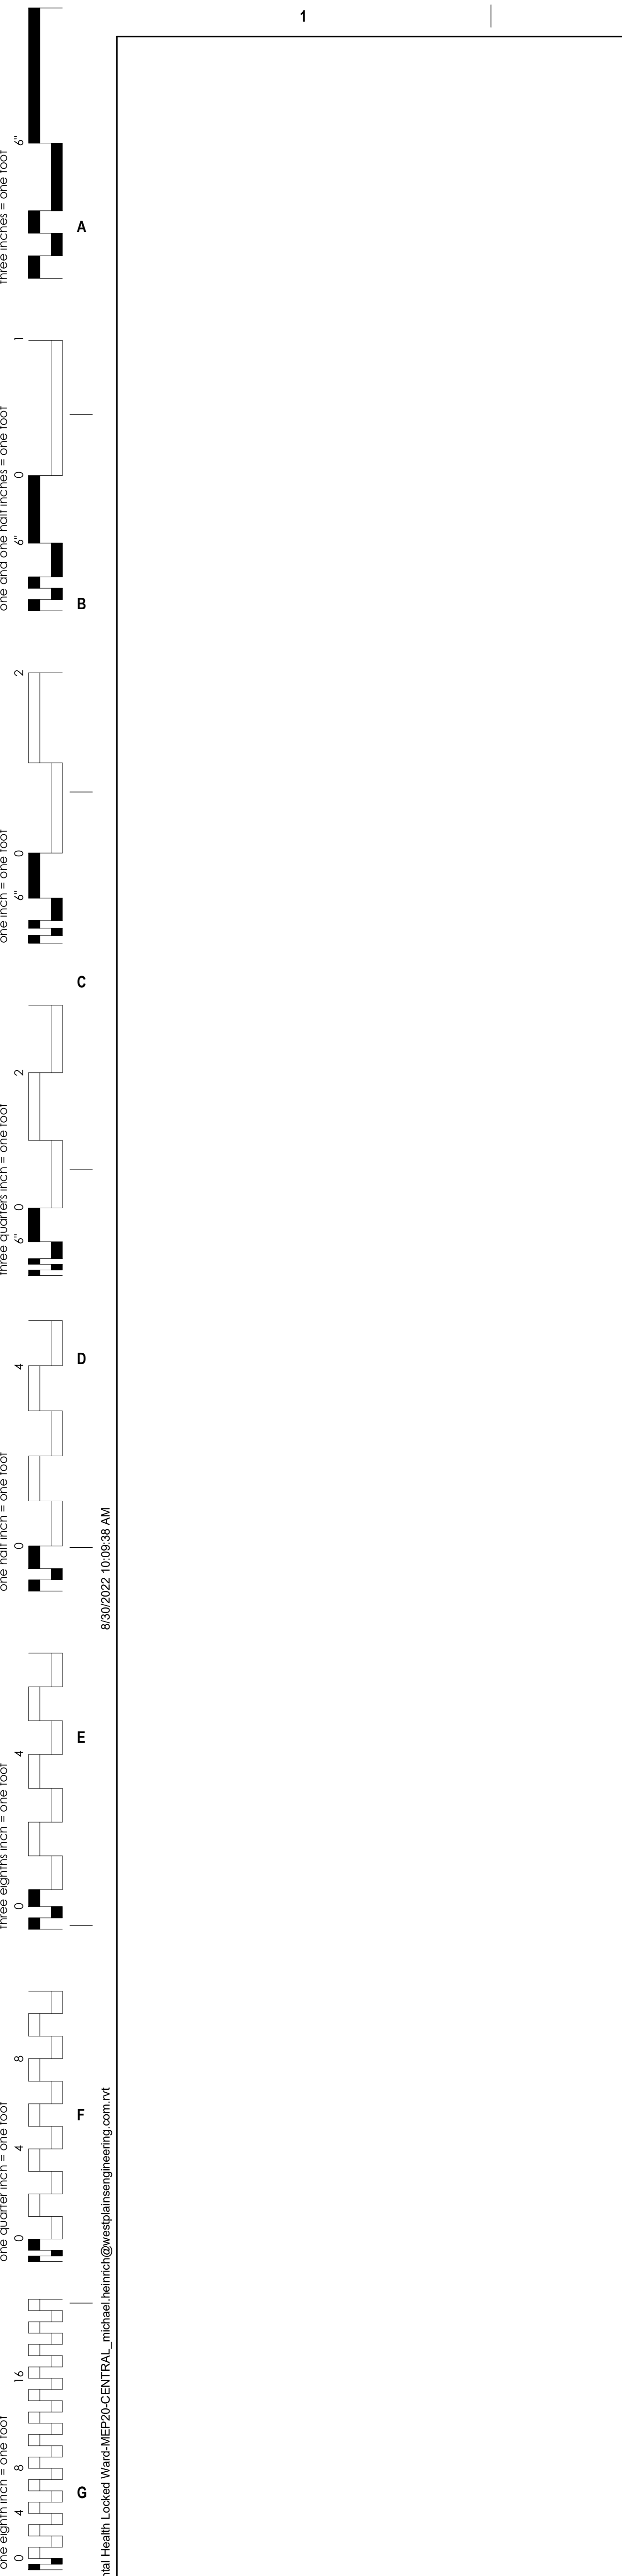 1
three inches = one foot
6"
A
one and one half inches = one foot
6"
0
1
B
one inch = one foot
6"
0
2
C
three quarters inch = one foot
6"
0
2
D
one half inch = one foot
0
4
8/30/2022 10:09:38 AM
E
three eighths inch = one foot
0
4
F
one quarter inch = one foot
0
4
8
G
one eighth inch = one foot
0
4
8
16
tal Health Locked Ward-MEP20-CENTRAL_michael.heinrich@westplainsengineering.com.rvt